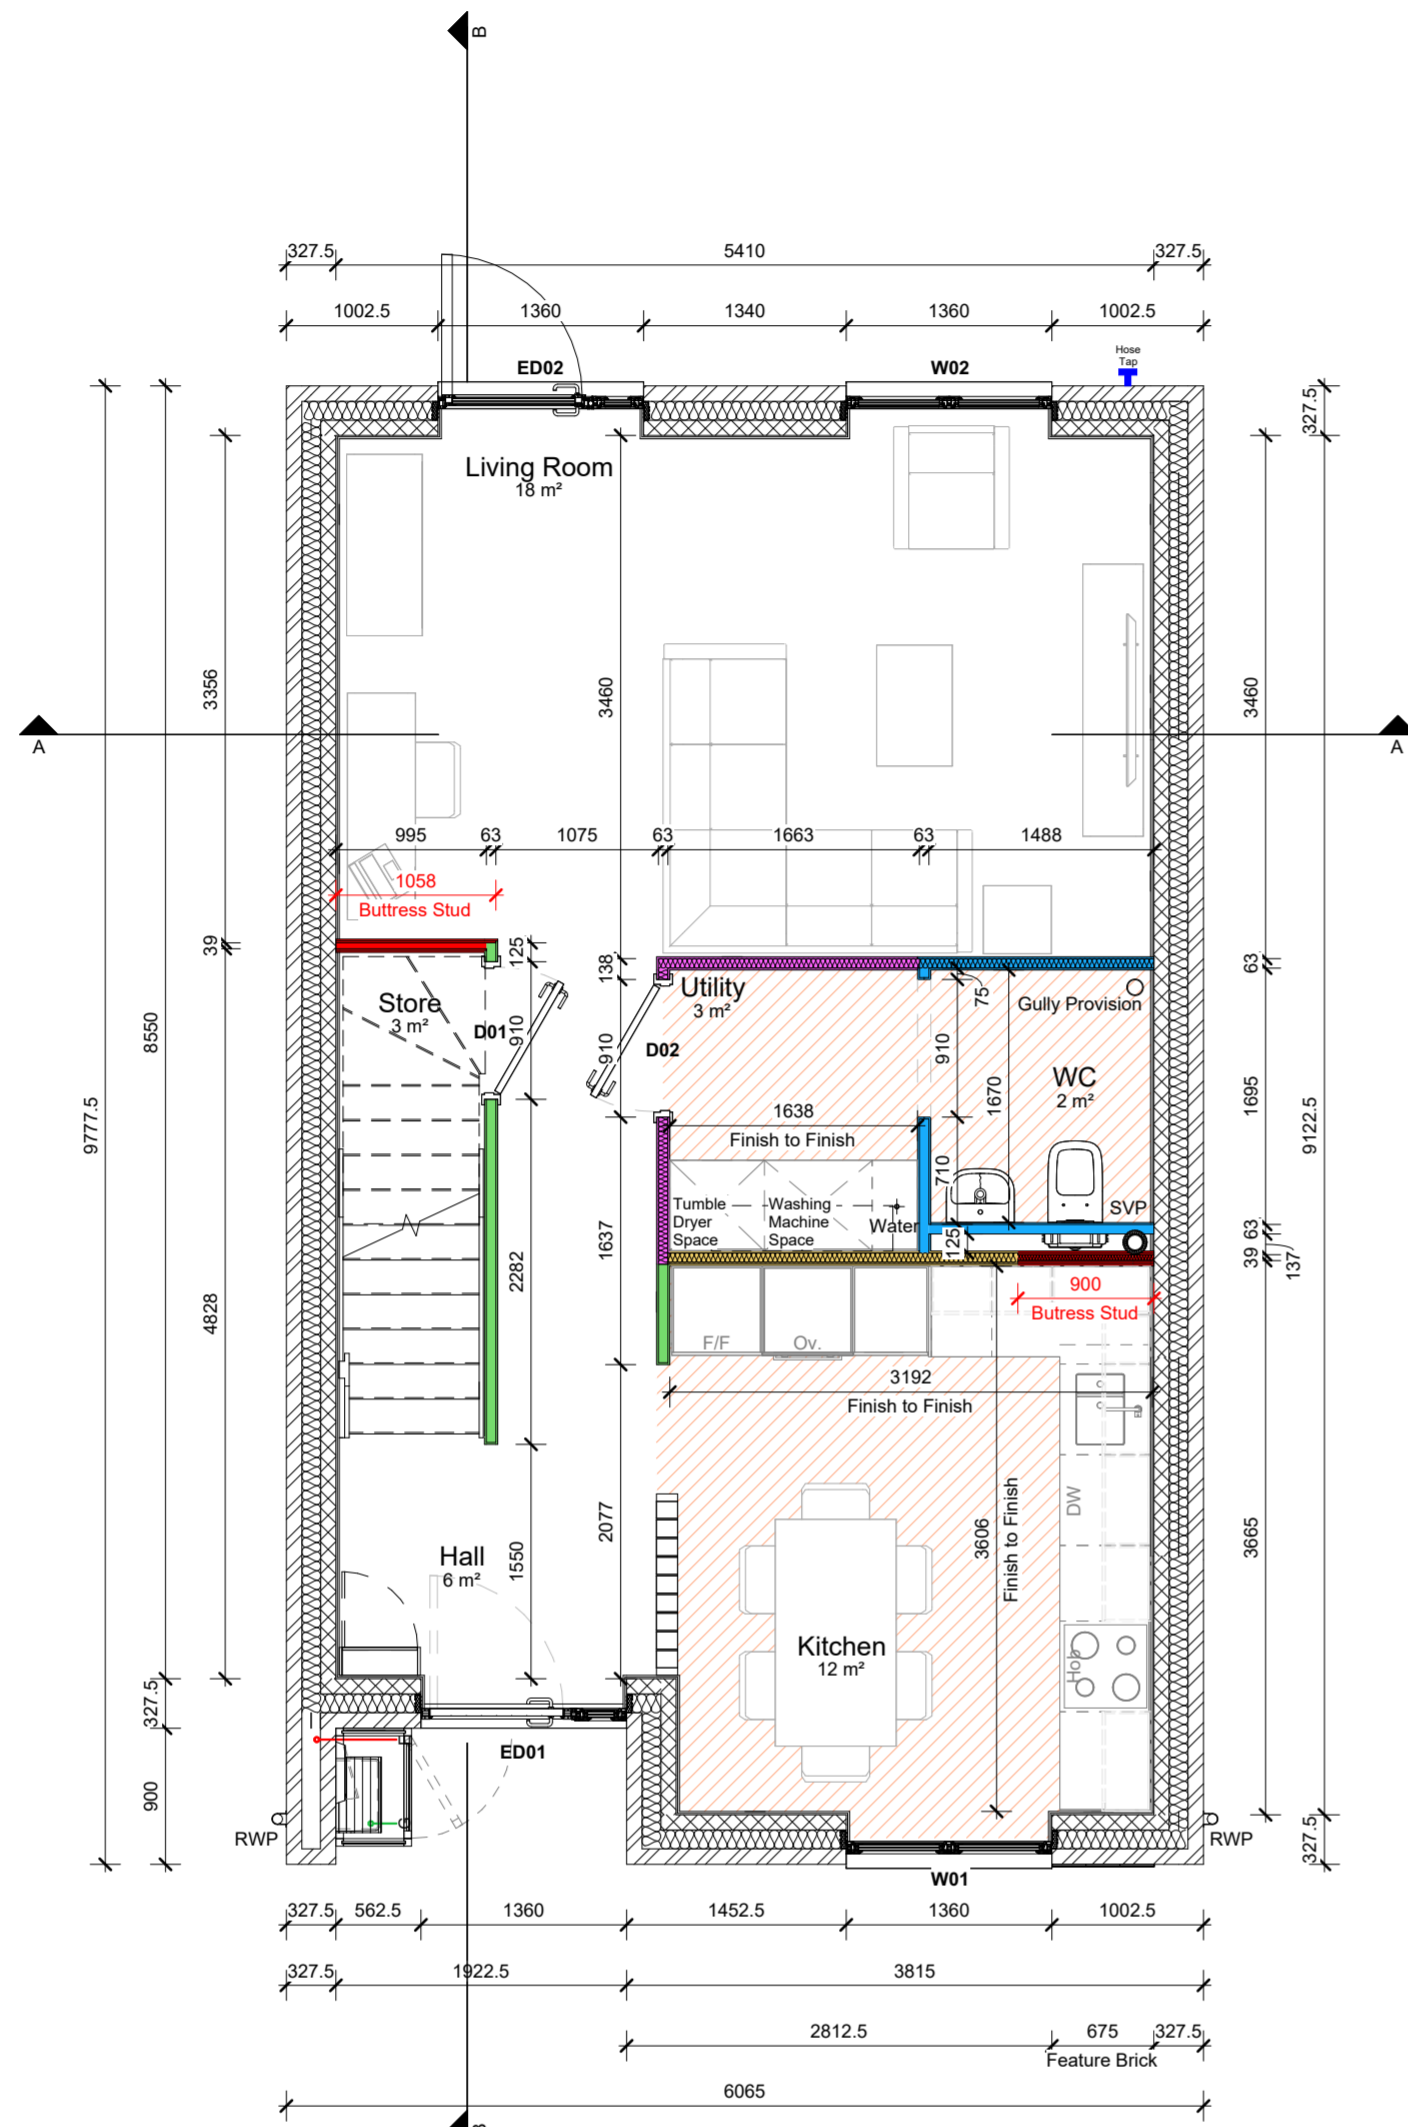 B
327.5
5410
327.5
1002.5
1360
1340
1360
1002.5
Hose
Tap
ED02
W02
327.5
Living Room
18 m²
3356
3460
3460
A
A
995
63
1075
63
1663
63
1488
1058
Buttress Stud
39
125
138
63
Utility
3 m²
75
Gully Provision
Store
3 m²
D01
910
910
D02
910
8550
9777.5
1670
WC
2 m²
1695
9122.5
1638
Finish to Finish
710
Tumble
Dryer
Space
Washing
Machine
Space
Water
SVP
125
63
39
137
1637
2282
4828
900
Butress Stud
F/F
Ov.
3192
Finish to Finish
DW
3606
Finish to Finish
2077
1550
3665
Hall
6 m²
Kitchen
12 m²
Hob
327.5
900
ED01
RWP
RWP
327.5
W01
327.5
562.5
1360
1452.5
1360
1002.5
327.5
1922.5
3815
2812.5
675
327.5
Feature Brick
6065